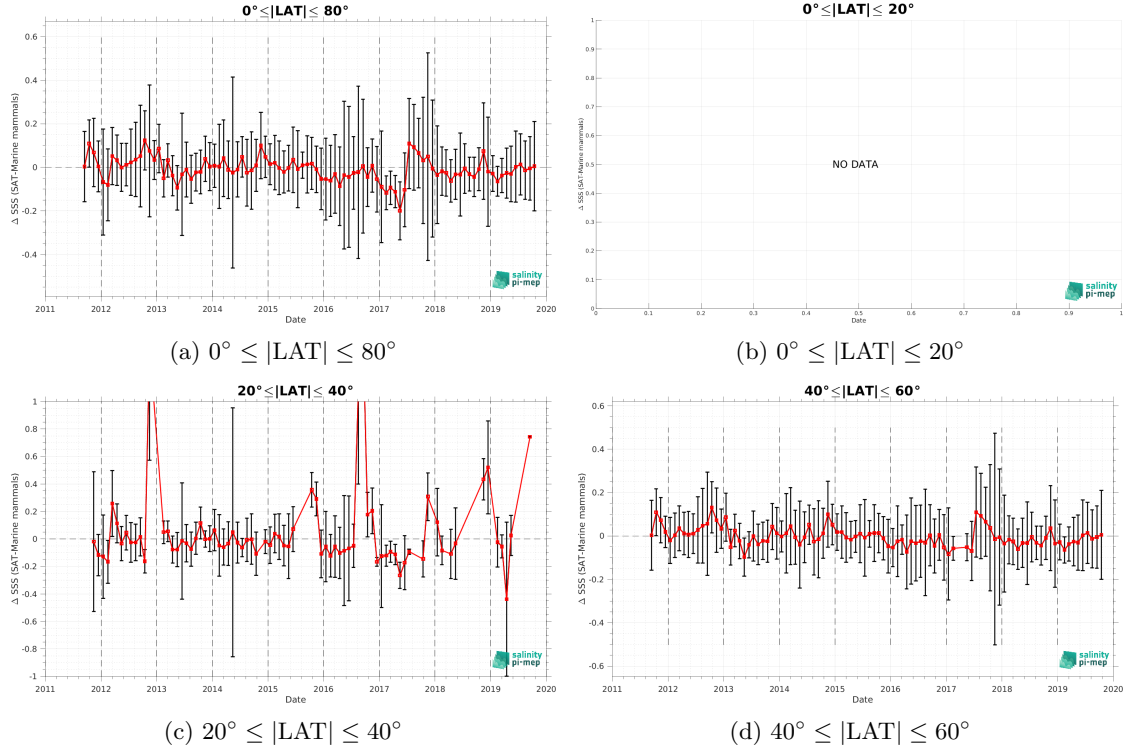 0°≤|LAT|≤ 80°
Δ SSS (SAT-Marine mammals)
0.6
0.4
0.2
0
-0.2
-0.4
2011 2012 2013 2014 2015 2016 2017 2018 2019 2020
Date
salinity
pi-mep
(a) 0° ≤ |LAT| ≤ 80°
0°≤|LAT|≤ 20°
Δ SSS (SAT-Marine mammals)
1
0.9
0.8
0.7
0.6
0.5
0.4
0.3
0.2
0.1
0
NO DATA
0 0.1 0.2 0.3 0.4 0.5 0.6 0.7 0.8 0.9 1
Date
salinity
pi-mep
(b) 0° ≤ |LAT| ≤ 20°
20°≤|LAT|≤ 40°
Δ SSS (SAT-Marine mammals)
1
0.8
0.6
0.4
0.2
0
-0.2
-0.4
-0.6
-0.8
-1
2011 2012 2013 2014 2015 2016 2017 2018 2019 2020
Date
salinity
pi-mep
(c) 20° ≤ |LAT| ≤ 40°
40°≤|LAT|≤ 60°
Δ SSS (SAT-Marine mammals)
0.6
0.4
0.2
0
-0.2
-0.4
-0.6
2011 2012 2013 2014 2015 2016 2017 2018 2019 2020
Date
salinity
pi-mep
(d) 40° ≤ |LAT| ≤ 60°